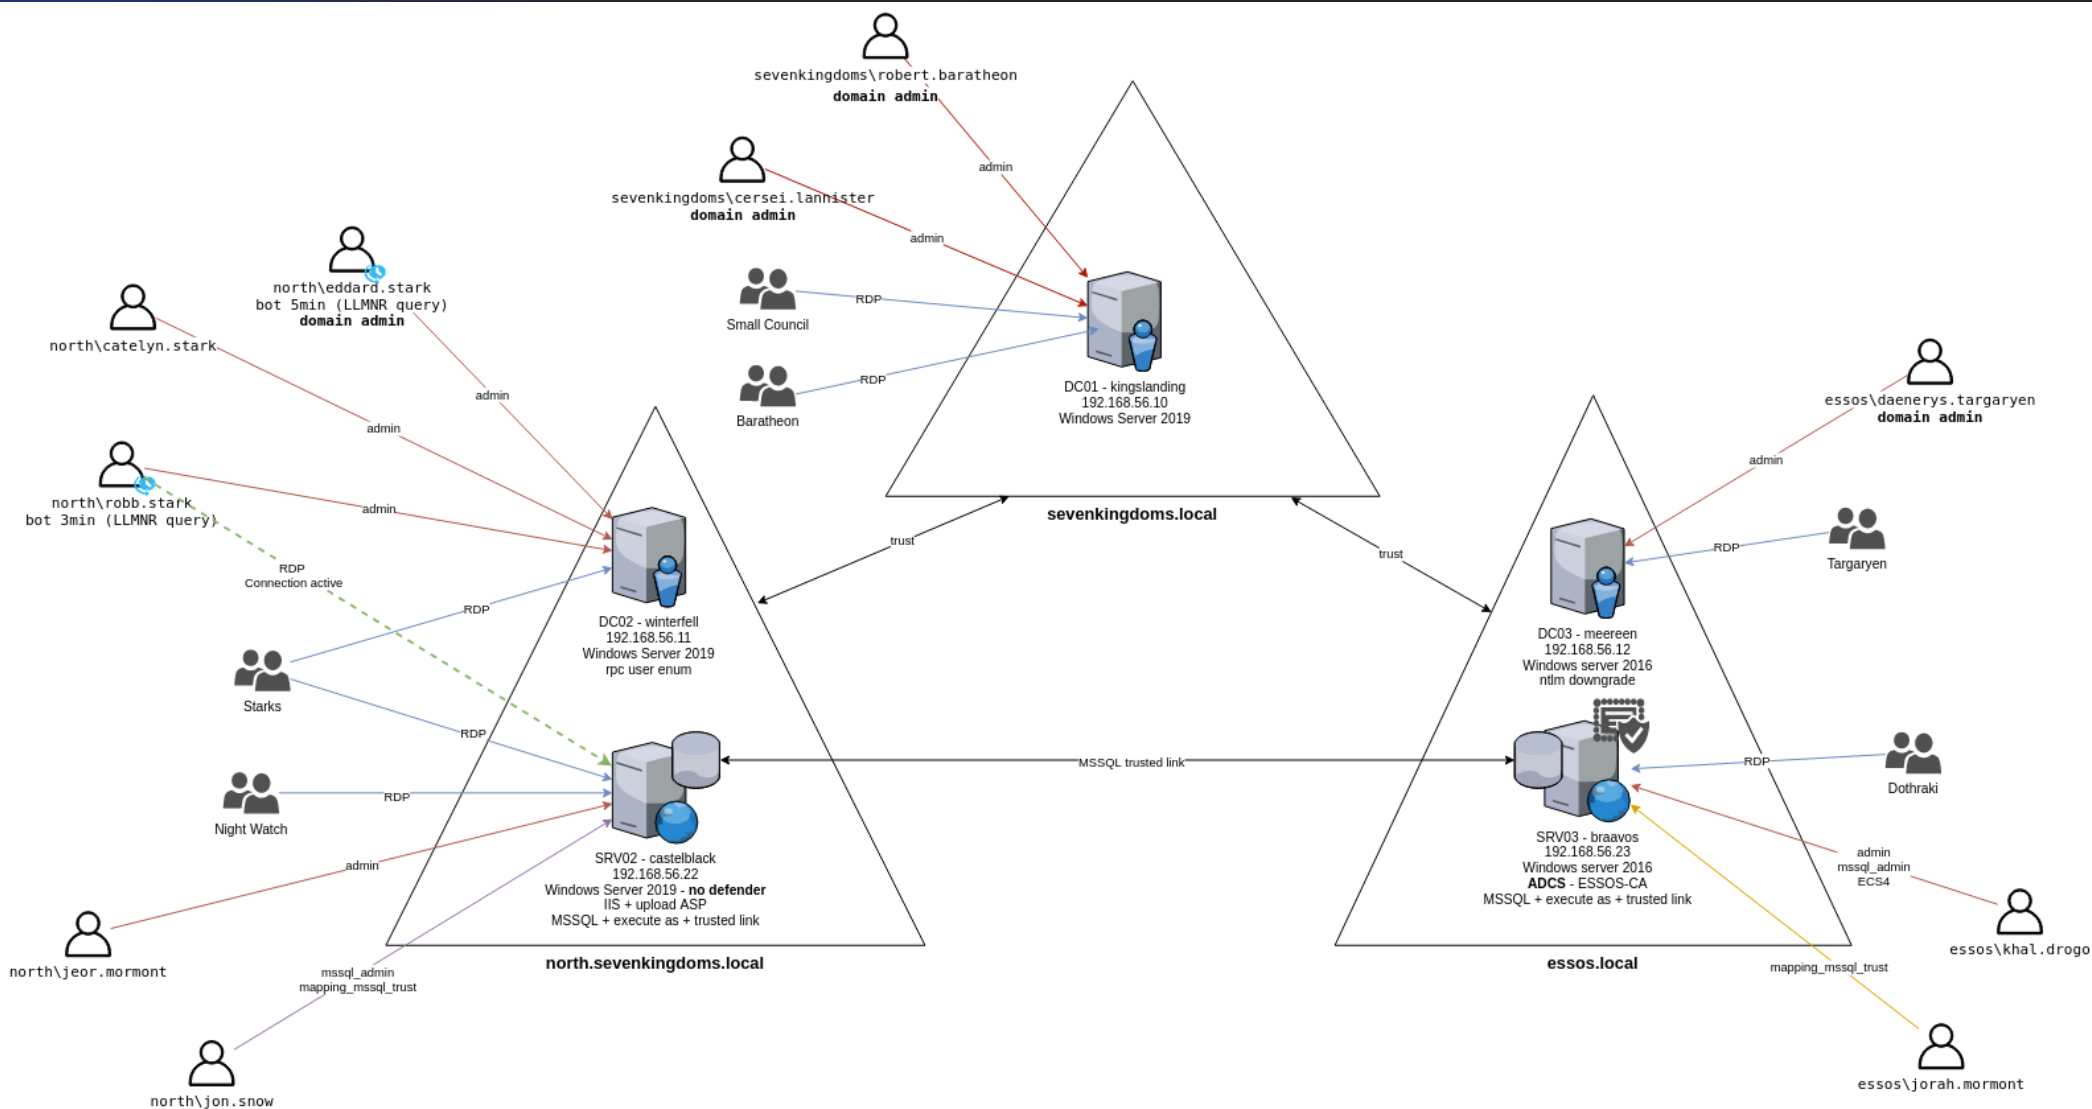 sevenkingdoms\robert.baratheon
domain admin
admin
sevenkingdoms\cersei.lannister
domain admin
admin
Small Council
RDP
Baratheon
RDP
DC01 - kingslanding
192.168.56.10
Windows Server 2019
sevenkingdoms.local
trust
trust
north\eddard.stark
bot 5min (LLMNR query)
domain admin
admin
north\catelyn.stark
admin
north\robb.stark
bot 3min (LLMNR query)
admin
RDP
Connection active
Starks
RDP
RDP
Night Watch
RDP
north\jeor.mormont
admin
north\jon.snow
mssql_admin
mapping_mssql_trust
DC02 - winterfell
192.168.56.11
Windows Server 2019
rpc user enum
SRV02 - castelblack
192.168.56.22
Windows Server 2019 - no defender
IIS + upload ASP
MSSQL + execute as + trusted link
north.sevenkingdoms.local
MSSQL trusted link
essos\daenerys.targaryen
domain admin
admin
Targaryen
RDP
DC03 - meereen
192.168.56.12
Windows server 2016
ntlm downgrade
Dothraki
RDP
SRV03 - braavos
192.168.56.23
Windows server 2016
ADCS - ESSOS-CA
MSSQL + execute as + trusted link
admin
mssql_admin
ECS4
essos\khal.drogo
mapping_mssql_trust
essos\jorah.mormont
essos.local